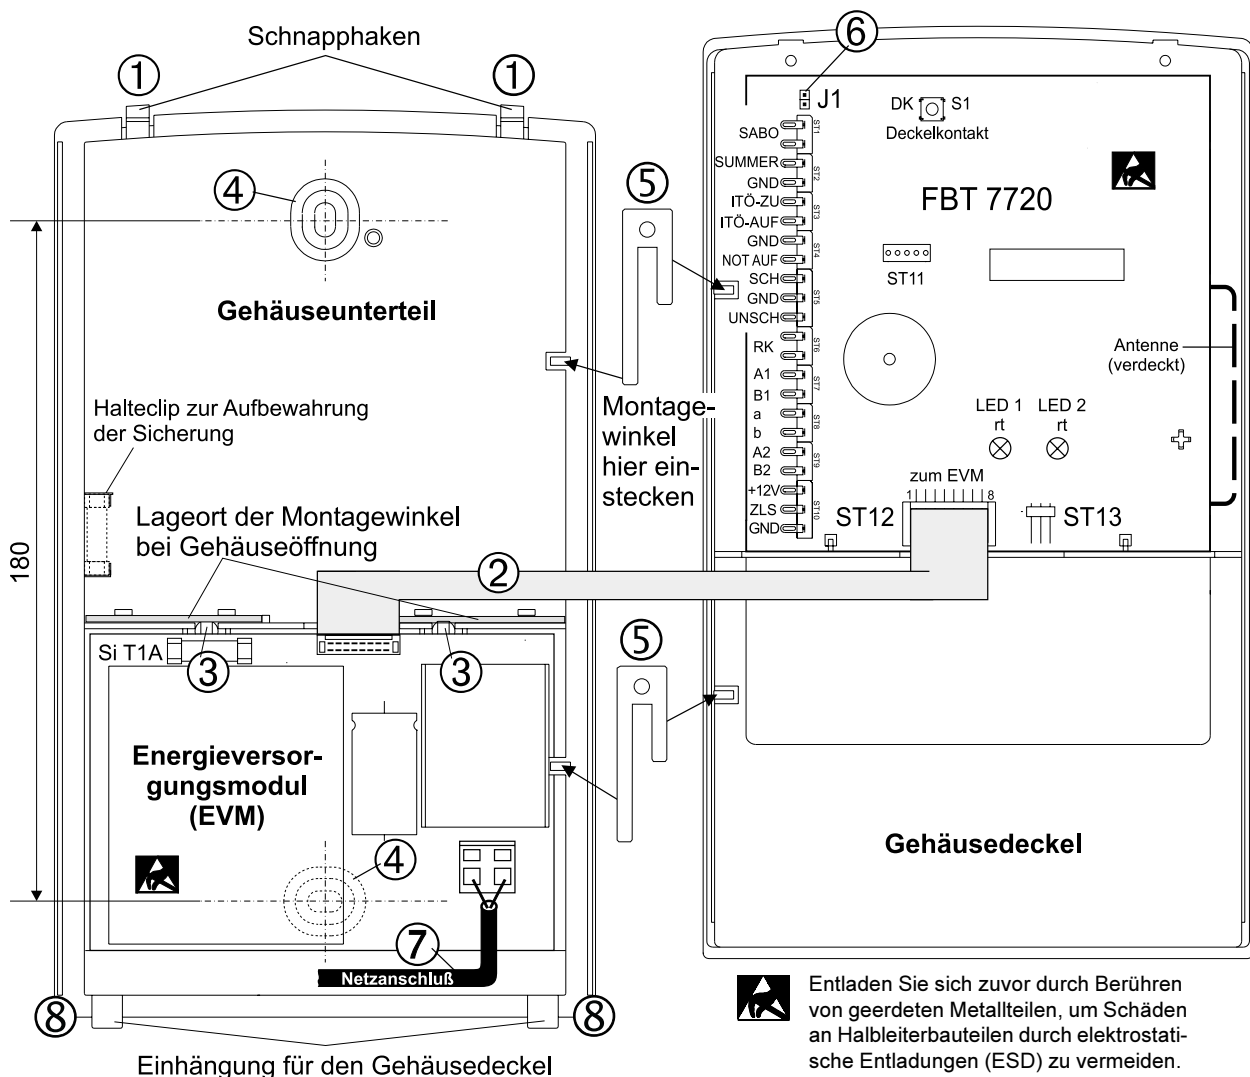 Schnapphaken
1
1
4
Gehäuseunterteil
Halteclip zur Aufbewahrung
der Sicherung
Lageort der Montagewinkel
bei Gehäuseöffnung
180
2
Si T1A
3
3
Energieversor-
gungsmodul
(EVM)
4
7
Netzanschluß
8
8
Einhängung für den Gehäusedeckel
5
Montage-
winkel
hier ein-
stecken
5
6
J1
DK S1
Deckelkontakt
SABO
ST1
SUMMER
ST2
GND
ITÖ-ZU
ST3
ITÖ-AUF
GND
ST4
NOT AUF
SCH
GND
ST5
UNSCH
RK
ST6
A1
ST7
B1
a
ST8
b
A2
ST9
B2
+12V
ZLS
ST10
GND
FBT 7720
ST11
Antenne
(verdeckt)
LED 1 LED 2
rt rt
zum EVM
1 8
ST12
ST13
Gehäusedeckel
Entladen Sie sich zuvor durch Berühren
von geerdeten Metallteilen, um Schäden
an Halbleiterbauteilen durch elektrostati-
sche Entladungen (ESD) zu vermeiden.